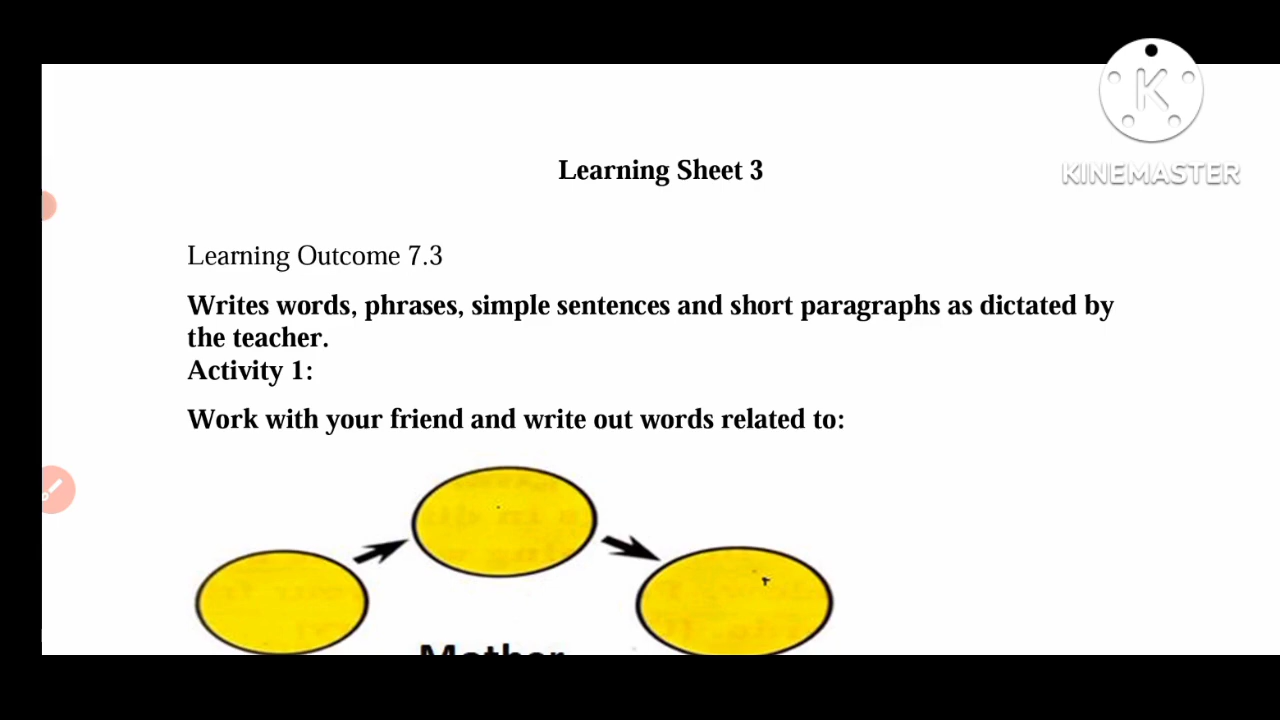 K
KINEMASTER
Learning Sheet 3
Learning Outcome 7.3
Writes words, phrases, simple sentences and short paragraphs as dictated by
the teacher.
Activity 1:
Work with your friend and write out words related to:
Mother